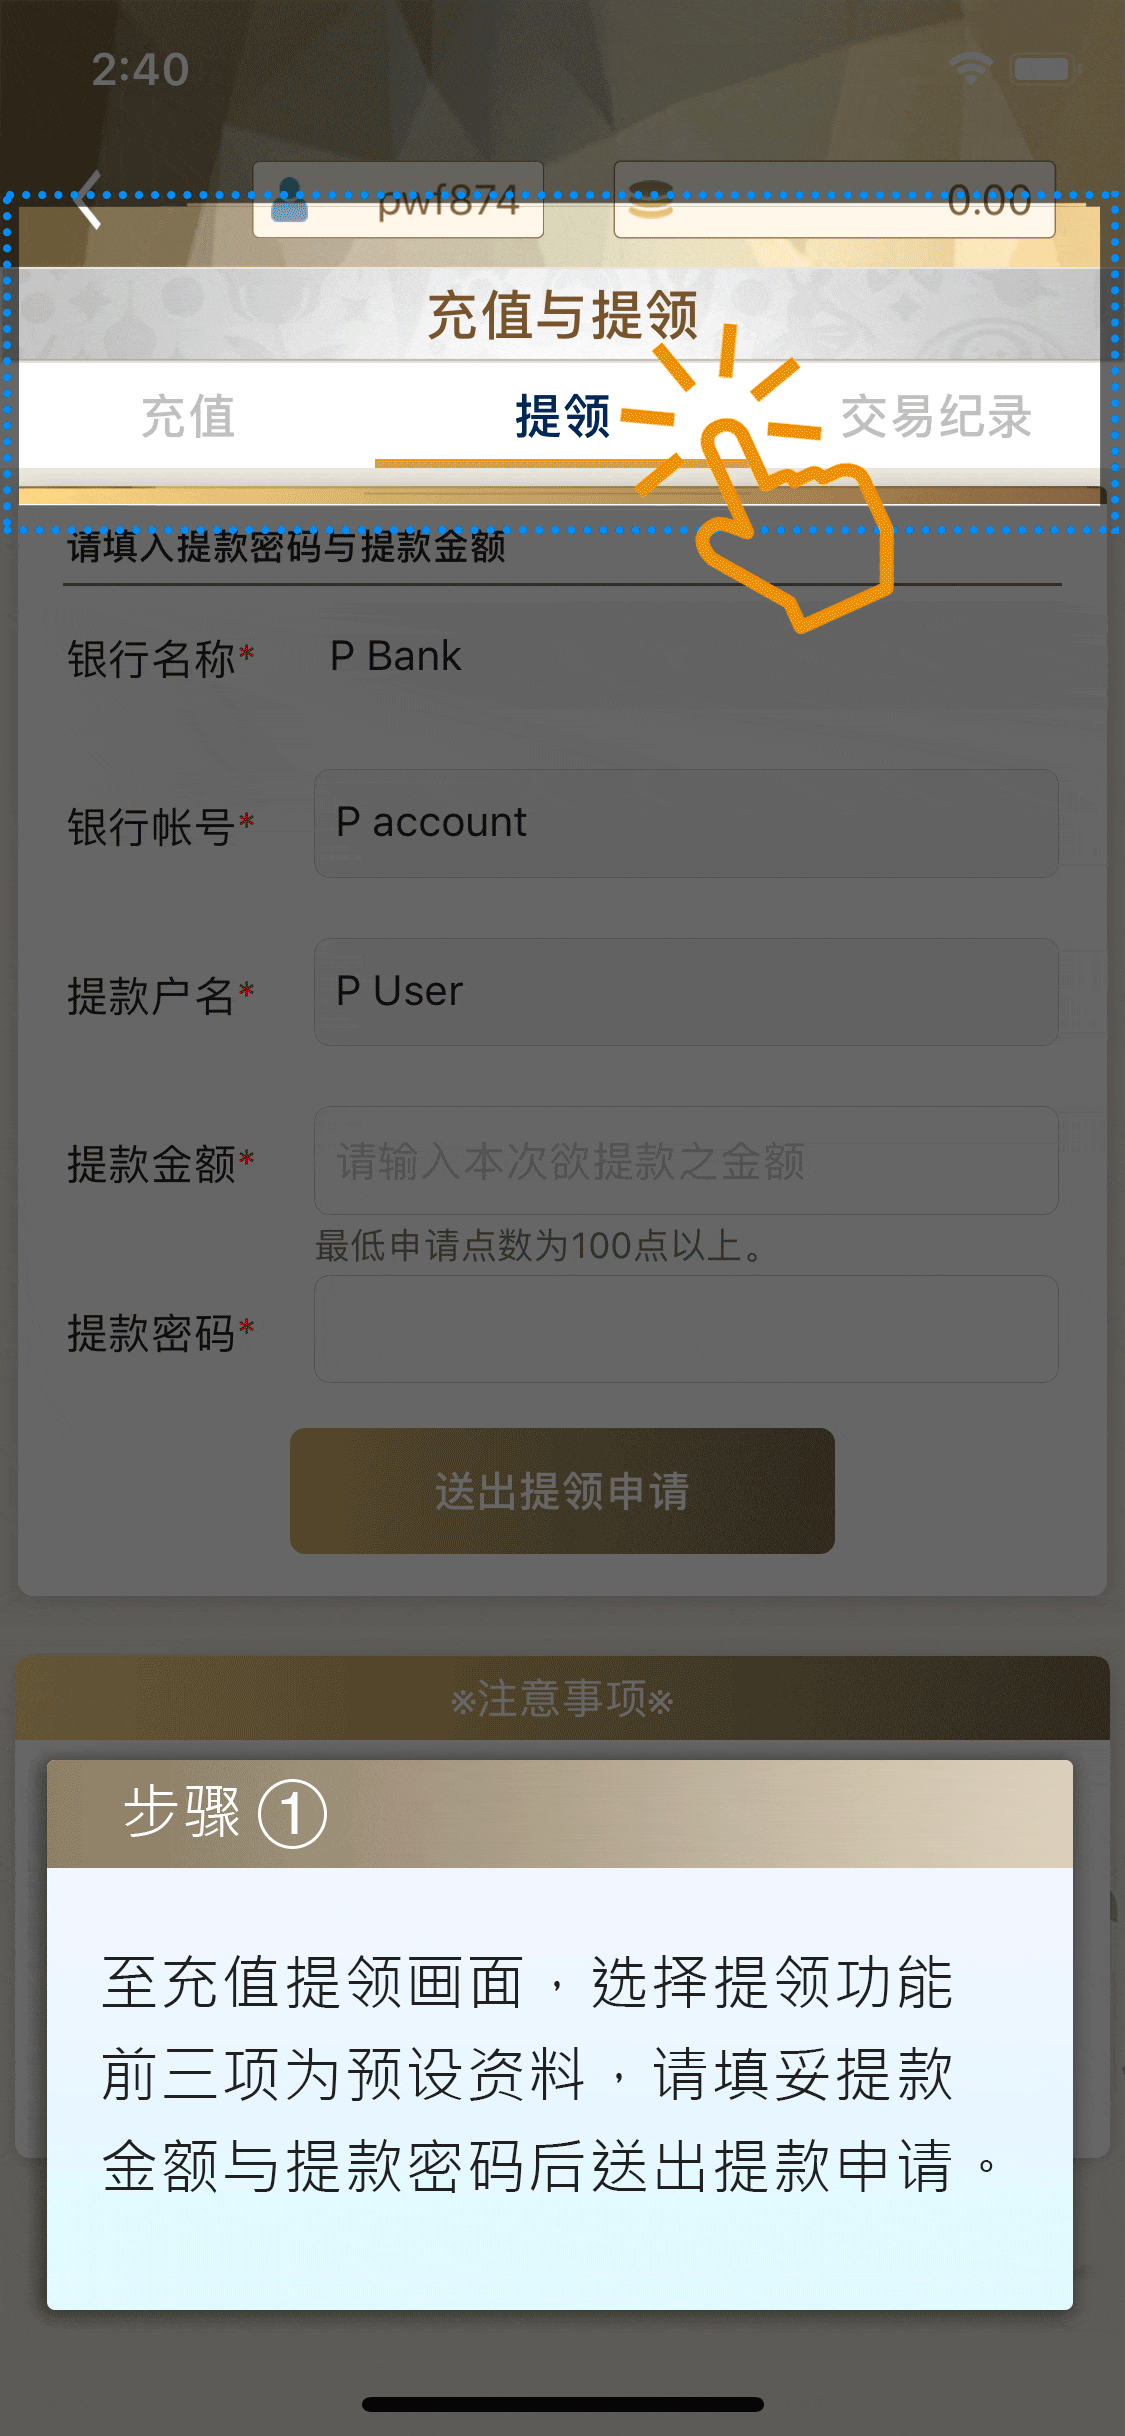 2:40
pwf874
0.00
充值与提领
充值
提领
交易纪录
请填入提款密码与提款金额
银行名称*
P Bank
银行帐号*
P account
提款户名*
P User
提款金额*
请输入本次欲提款之金额
最低申请点数为100点以上。
提款密码*
送出提领申请
※注意事项※
步骤 ①
至充值提领画面，选择提领功能
前三项为预设资料，请填妥提款
金额与提款密码后送出提款申请。